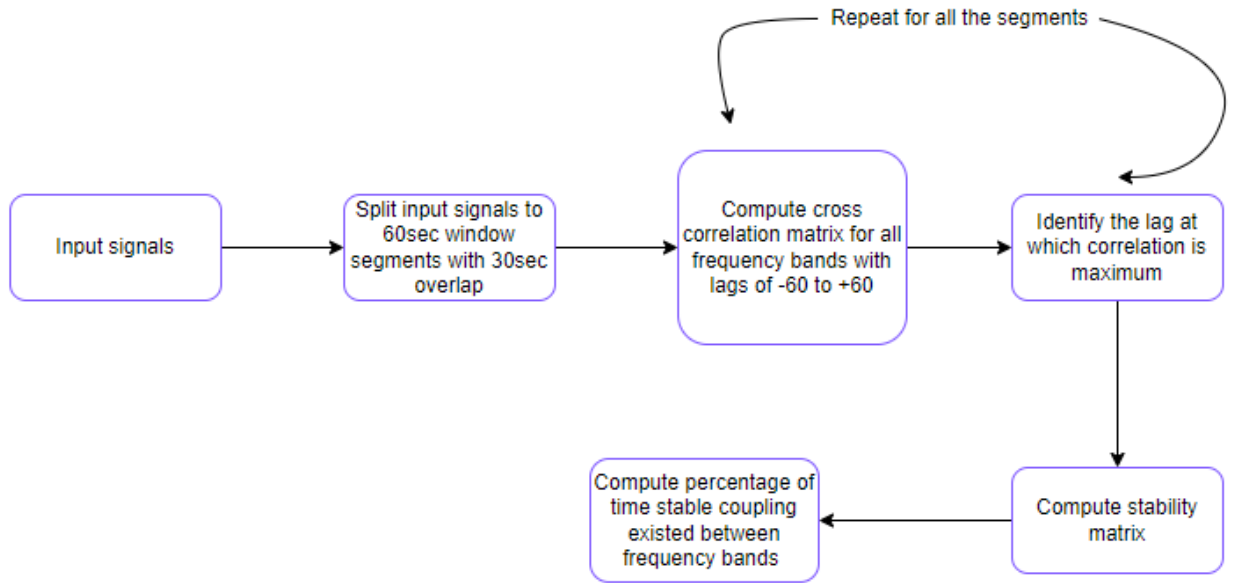 Repeat for all the segments
Input signals
Split input signals to
60sec window
segments with 30sec
overlap
Compute cross
correlation matrix for all
frequency bands with
lags of -60 to +60
Identify the lag at
which correlation is
maximum
Compute stability
matrix
Compute percentage of
time stable coupling
existed between
frequency bands